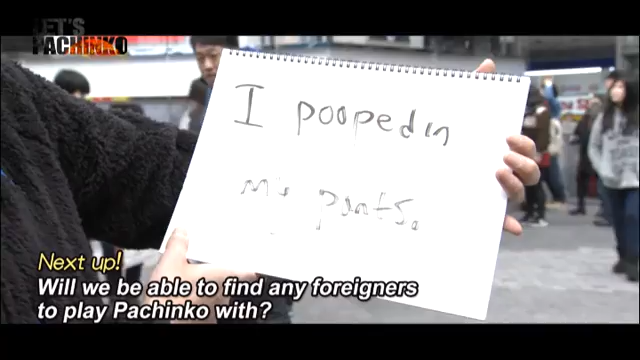 LET'S
PACHINKO
I pooped in
my pants.
Next up!
Will we be able to find any foreigners
to play Pachinko with?